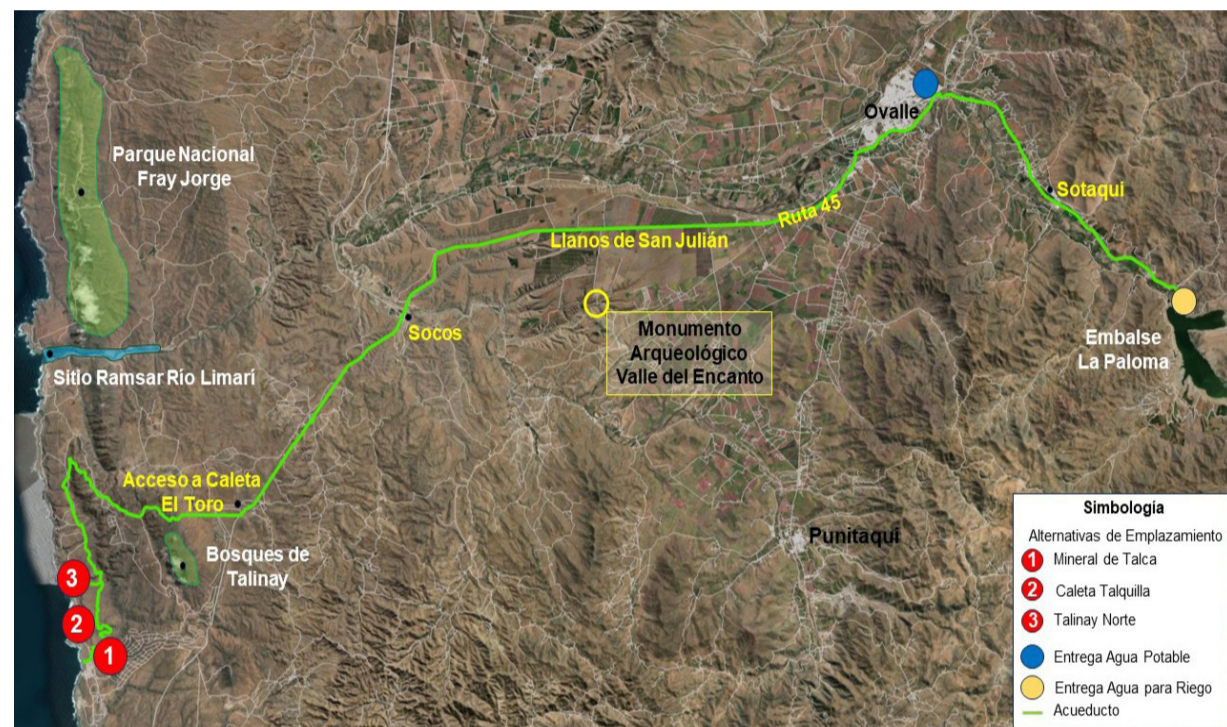 Parque Nacional
Fray Jorge
Ovalle
Sotaqui
Ruta 45
Llanos de San Julián
Socos
Monumento
Arqueológico
Valle del Encanto
Embalse
La Paloma
Sitio Ramsar Río Limarí
Acceso a Caleta
El Toro
Bosques de
Talinay
Punitaqui
3
2
1
Simbología
Alternativas de Emplazamiento
1 Mineral de Talca
2 Caleta Talquilla
3 Talinay Norte
Entrega Agua Potable
Entrega Agua para Riego
Acueducto